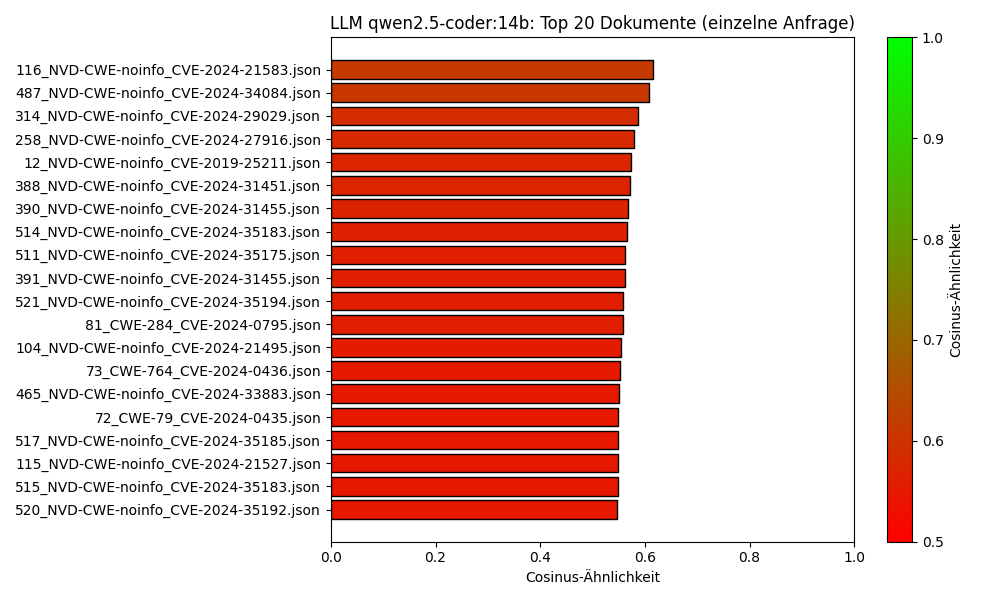 LLM qwen2.5-coder:14b: Top 20 Dokumente (einzelne Anfrage)
116_NVD-CWE-noinfo_CVE-2024-21583.json
487_NVD-CWE-noinfo_CVE-2024-34084.json
314_NVD-CWE-noinfo_CVE-2024-29029.json
258_NVD-CWE-noinfo_CVE-2024-27916.json
12_NVD-CWE-noinfo_CVE-2019-25211.json
388_NVD-CWE-noinfo_CVE-2024-31451.json
390_NVD-CWE-noinfo_CVE-2024-31455.json
514_NVD-CWE-noinfo_CVE-2024-35183.json
511_NVD-CWE-noinfo_CVE-2024-35175.json
391_NVD-CWE-noinfo_CVE-2024-31455.json
521_NVD-CWE-noinfo_CVE-2024-35194.json
81_CWE-284_CVE-2024-0795.json
104_NVD-CWE-noinfo_CVE-2024-21495.json
73_CWE-764_CVE-2024-0436.json
465_NVD-CWE-noinfo_CVE-2024-33883.json
72_CWE-79_CVE-2024-0435.json
517_NVD-CWE-noinfo_CVE-2024-35185.json
115_NVD-CWE-noinfo_CVE-2024-21527.json
515_NVD-CWE-noinfo_CVE-2024-35183.json
520_NVD-CWE-noinfo_CVE-2024-35192.json
0.0 0.2 0.4 0.6 0.8 1.0
Cosinus-Ähnlichkeit
1.0
0.9
0.8
0.7
0.6
0.5
Cosinus-Ähnlichkeit